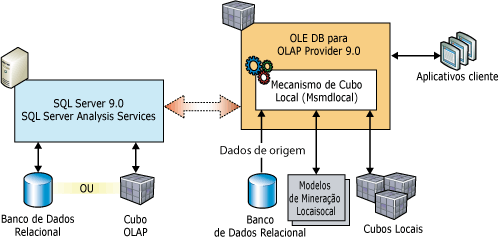 OLE DB para
OLAP Provider 9.0
Mecanismo de Cubo
Local (Msmdlocal)
Aplicativos cliente
SQL Server 9.0
SQL Server Analysis Services
Dados de origem
OU
Banco de Dados
Relacional
Cubo
OLAP
Banco
de Dados Relacional
Modelos
de Mineração
Locaisocal
Cubos Locais